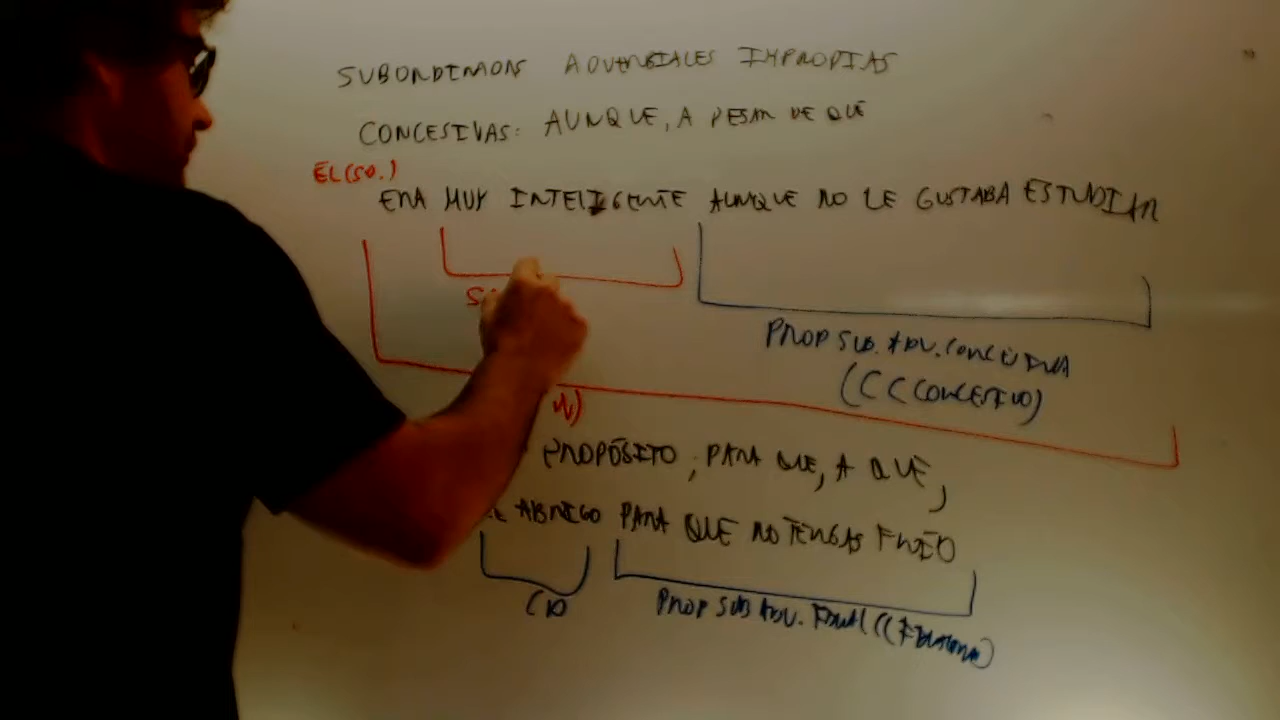 SUBORDINADAS ADVERBIALES IMPROPIAS
CONCESIVAS: AUNQUE, A PESAR DE QUE
EL (SO.)
ERA MUY INTELIGENTE AUNQUE NO LE GUSTABA ESTUDIAR
PROP SUB. ADV. CONCESIVA
(CC CONCESIVO)
PROPÓSITO; PARA QUE, A QUE,
ABRIGO PARA QUE NO TENGAS FRÍO
CD
PROP SUB ADV. FINAL (CC